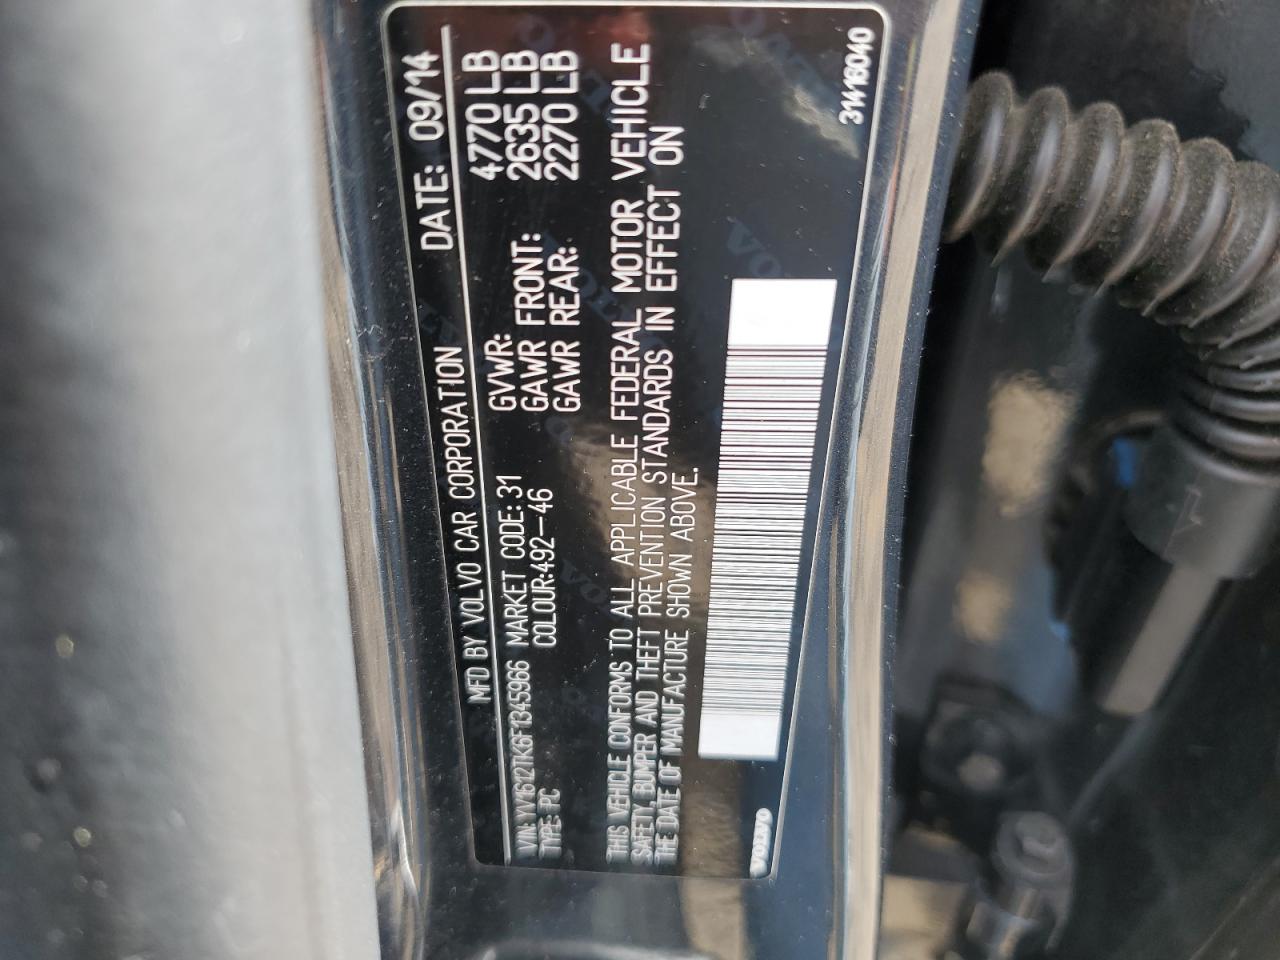 MFD BY VOLVO CAR CORPORATION DATE: 09/14
VIN: YV1612TK6F1345966 MARKET CODE: 31 GVWR: 4770 LB
TYPE: PC COLOUR:492-46 GAWR FRONT: 2635 LB
GAWR REAR: 2270 LB
THIS VEHICLE CONFORMS TO ALL APPLICABLE FEDERAL MOTOR VEHICLE
SAFETY, BUMPER AND THEFT PREVENTION STANDARDS IN EFFECT ON
THE DATE OF MANUFACTURE SHOWN ABOVE.
VOLVO 31416040